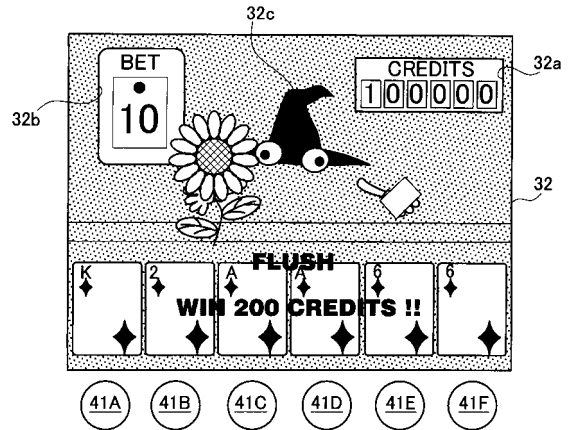 32c
BET
CREDITS
32a
32b
10
100000
32
FLUSH
K 2 A A 6 6
WIN 200 CREDITS !!
41A 41B 41C 41D 41E 41F